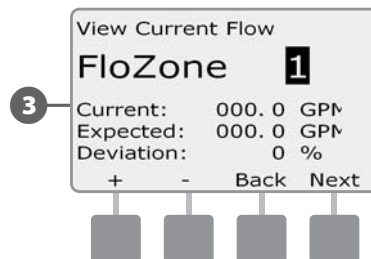 View Current Flow
FloZone 1
3
Current: 000. 0 GPM
Expected: 000. 0 GPM
Deviation: 0 %
+ - Back Next